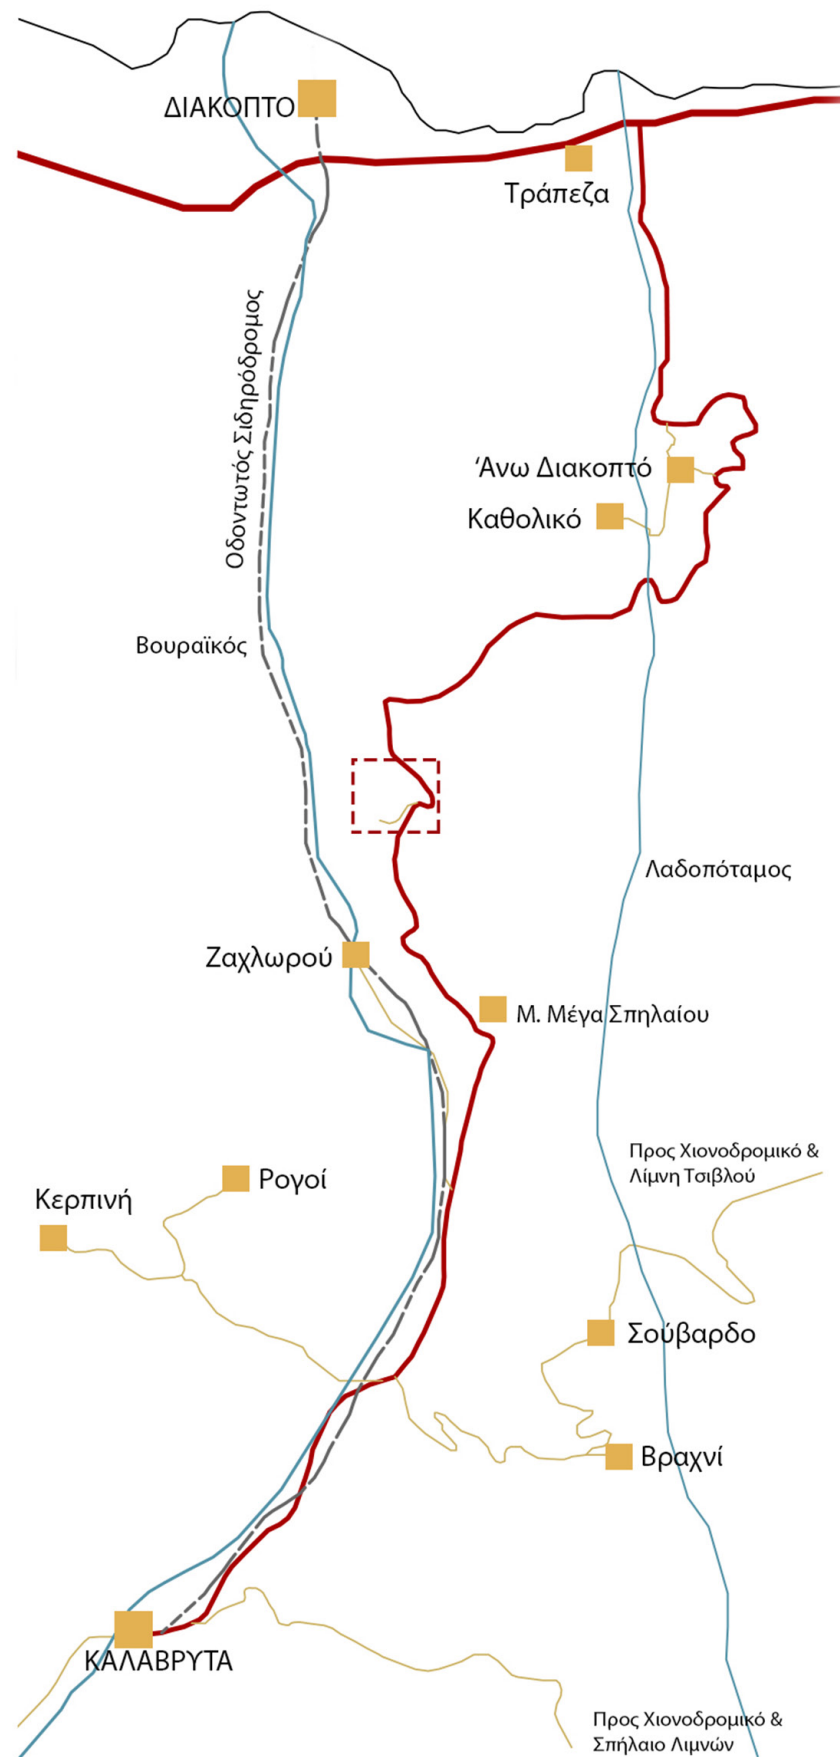 ΔΙΑΚΟΠΤΟ
Τράπεζα
Οδοντωτός Σιδηρόδρομος
‘Ανω Διακοπτό
Καθολικό
Βουραϊκός
Λαδοπόταμος
Ζαχλωρού
Μ. Μέγα Σπηλαίου
Προς Χιονοδρομικό &
Λίμνη Τσιβλού
Ρογοί
Κερπινή
Σούβαρδο
Βραχνί
ΚΑΛΑΒΡΥΤΑ
Προς Χιονοδρομικό &
Σπήλαιο Λιμνών